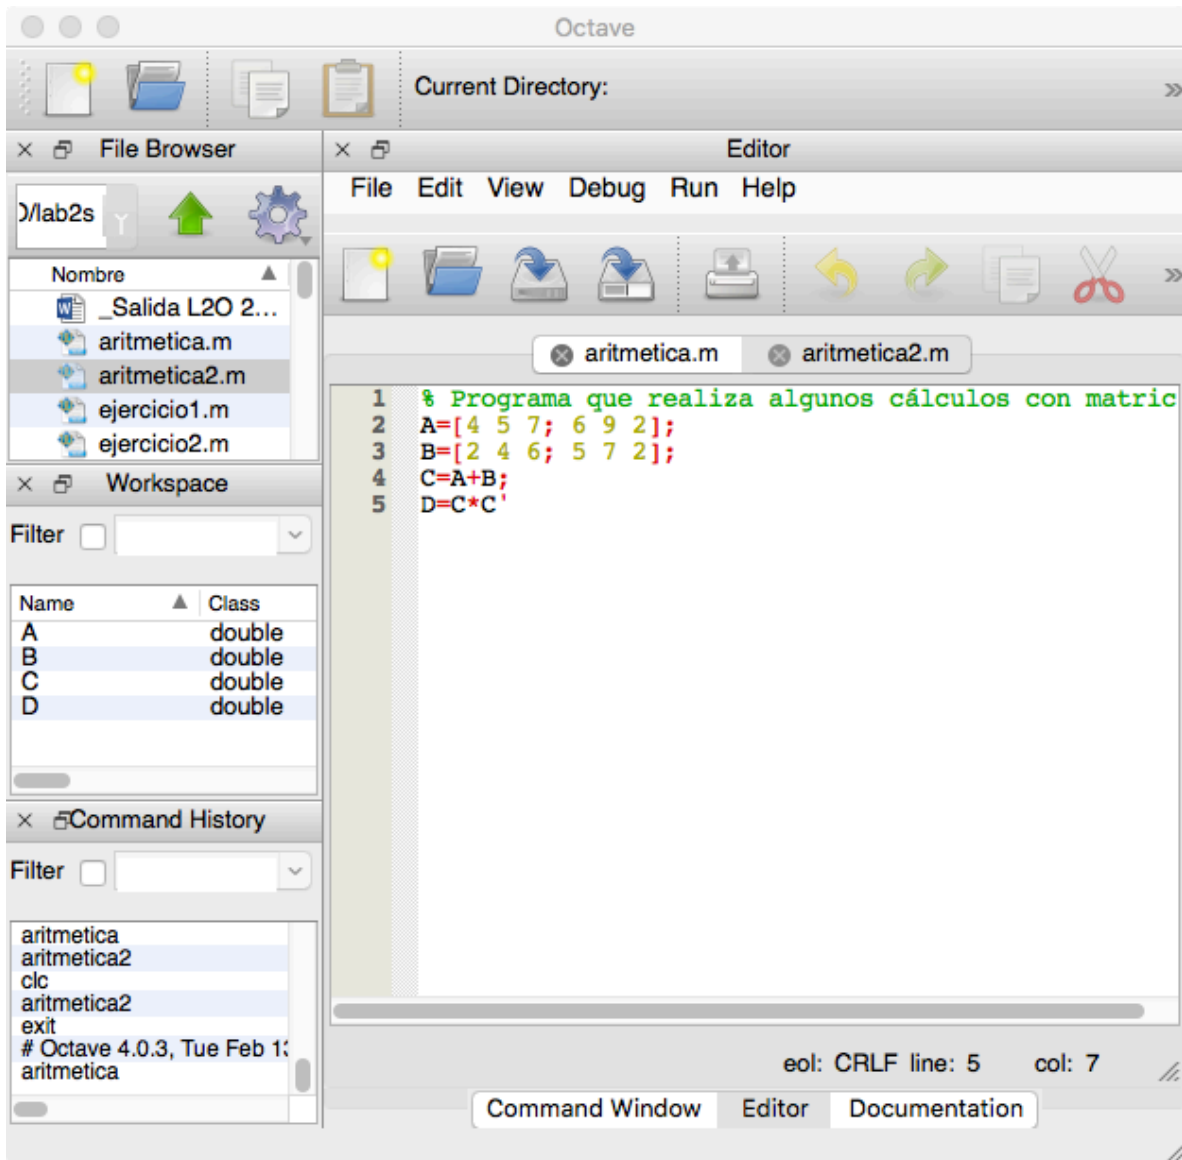 Octave
Current Directory:
File Browser
Editor
File Edit View Debug Run Help
/lab2s
Nombre
_Salida L2O 2...
aritmetica.m
aritmetica2.m
ejercicio1.m
ejercicio2.m
aritmetica.m aritmetica2.m
1 % Programa que realiza algunos cálculos con matric
2 A=[4 5 7; 6 9 2];
3 B=[2 4 6; 5 7 2];
4 C=A+B;
5 D=C*C'
Workspace
Filter
Name Class
A double
B double
C double
D double
Command History
Filter
aritmetica
aritmetica2
clc
aritmetica2
exit
# Octave 4.0.3, Tue Feb 13
aritmetica
eol: CRLF line: 5 col: 7
Command Window Editor Documentation